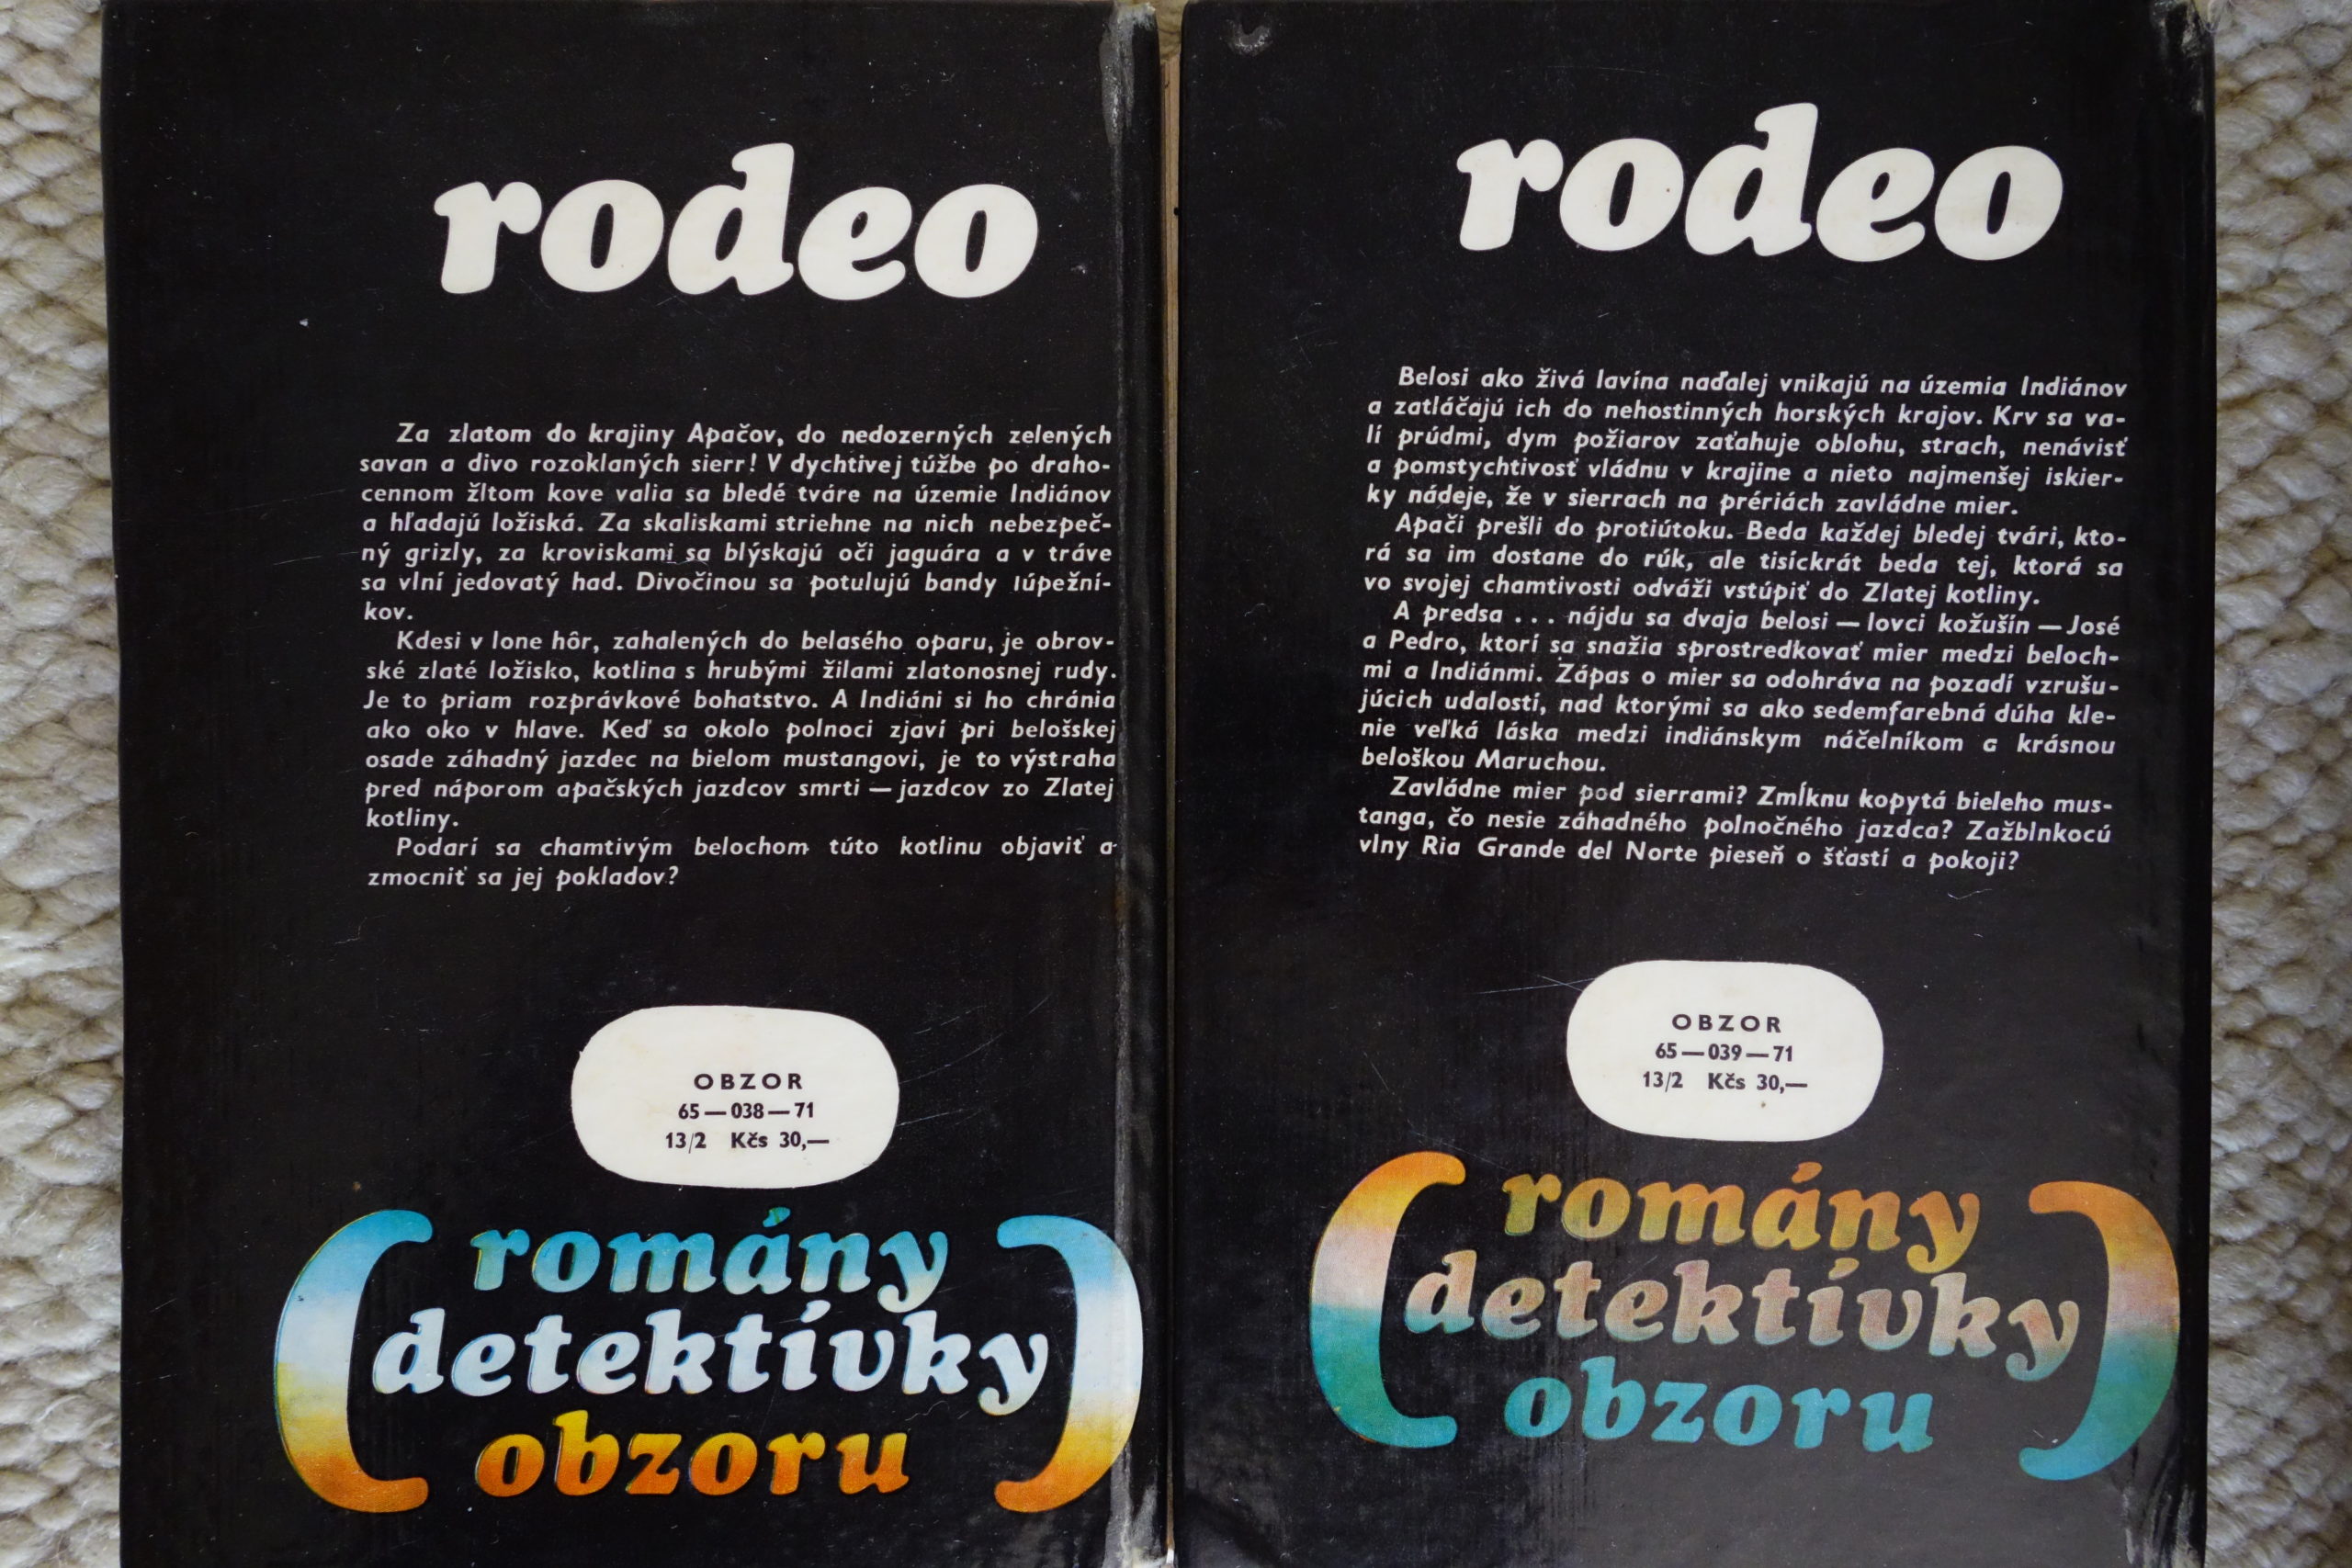 rodeo
Za zlatom do krajiny Apačov, do nedozerných zelených
savan a divo rozoklaných sierr! V dychtivej túžbe po draho-
cennom žltom kove valia sa bledé tváre na územie Indiánov
a hľadajú ložiská. Za skaliskami striehne na nich nebezpeč-
ný grizly, za kroviskami sa blýskajú oči jaguára a v tráve
sa vlní jedovatý had. Divočinou sa potulujú bandy lúpežní-
kov.
Kdesi v lone hôr, zahalených do belasého oparu, je obrov-
ské zlaté ložisko, kotlina s hrubými žilami zlatonosnej rudy.
Je to priam rozprávkové bohatstvo. A Indiáni si ho chránia
ako oko v hlave. Keď sa okolo polnoci zjaví pri belošskej
osade záhadný jazdec na bielom mustangovi, je to výstraha
pred náporom apačských jazdcov smrti — jazdcov zo Zlatej
kotliny.
Podarí sa chamtivým belochom túto kotlinu objaviť a
zmocniť sa jej pokladov?
OBZOR
65—038—71
13/2 Kčs 30,—
(romány
detektívky
obzoru)
rodeo
Belosi ako živá lavína naďalej vnikajú na územia Indiánov
a zatláčajú ich do nehostinných horských krajov. Krv sa va-
lí prúdmi, dym požiarov zaťahuje oblohu, strach, nenávisť
a pomstychtivosť vládnu v krajine a nieto najmenšej iskier-
ky nádeje, že v sierrach na prériách zavládne mier.
Apači prešli do protiútoku. Beda každej bledej tvári, kto-
rá sa im dostane do rúk, ale tisíckrát beda tej, ktorá sa
vo svojej chamtivosti odváži vstúpiť do Zlatej kotliny.
A predsa . . . nájdu sa dvaja belosi — lovci kožušín — José
a Pedro, ktorí sa snažia sprostredkovať mier medzi beloch-
mi a Indiánmi. Zápas o mier sa odohráva na pozadí vzrušu-
júcich udalostí, nad ktorými sa ako sedemfarebná dúha kle-
nie veľká láska medzi indiánskym náčelníkom a krásnou
beloškou Maruchou.
Zavládne mier pod sierrami? Zmĺknu kopytá bieleho mus-
tanga, čo nesie záhadného polnočného jazdca? Zažblnkocú
vlny Ria Grande del Norte pieseň o šťastí a pokoji?
OBZOR
65—039—71
13/2 Kčs 30,—
(romány
detektívky
obzoru)